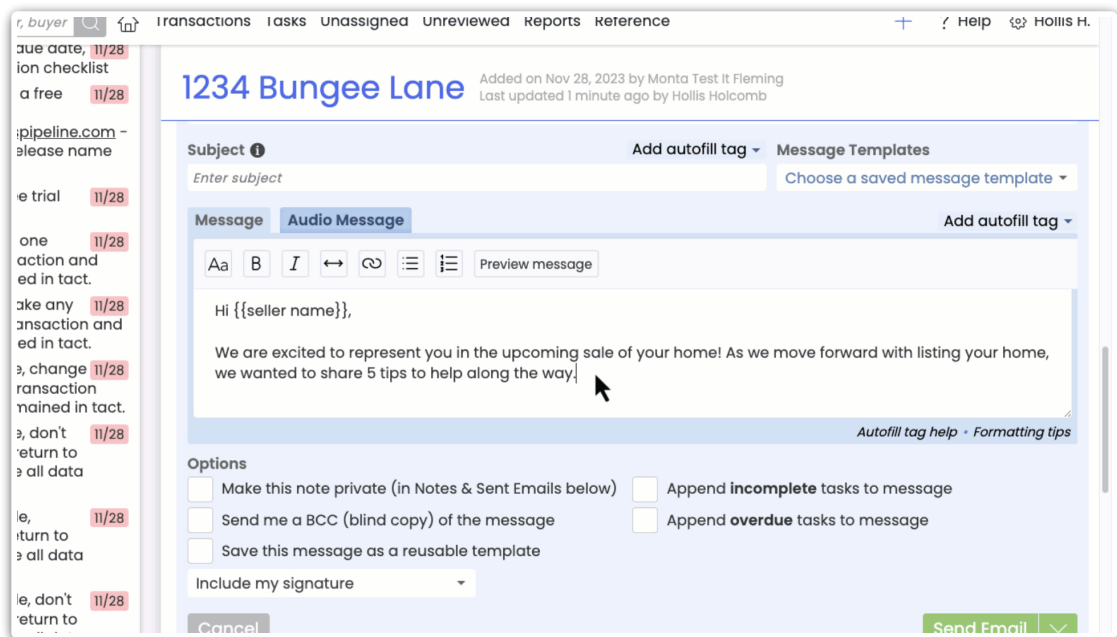 r, buyer
Transactions Tasks Unassigned Unreviewed Reports Reference
? Help Hollis H.
due date, 11/28
ion checklist
a free 11/28
pipeline.com -
elease name
e trial 11/28
one 11/28
action and
ed in tact.
ake any 11/28
ansaction and
ed in tact.
e, change 11/28
ransaction
mained in tact.
e, don't 11/28
return to
e all data
le, 11/28
eturn to
e all data
le, don't 11/28
return to
1234 Bungee Lane
Added on Nov 28, 2023 by Monta Test It Fleming
Last updated 1 minute ago by Hollis Holcomb
Subject Add autofill tag Message Templates
Enter subject Choose a saved message template
Message Audio Message Add autofill tag
Aa B I Preview message
Hi {{seller name}},
We are excited to represent you in the upcoming sale of your home! As we move forward with listing your home,
we wanted to share 5 tips to help along the way.
Autofill tag help • Formatting tips
Options
Make this note private (in Notes & Sent Emails below) Append incomplete tasks to message
Send me a BCC (blind copy) of the message Append overdue tasks to message
Save this message as a reusable template
Include my signature
Cancel Send Email